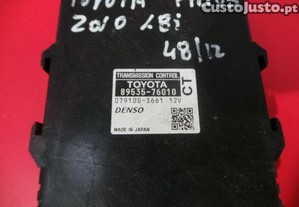 TOYOTA PRIUS
2010 1.8i
48/12
TRANSMISSION CONTROL
TOYOTA
89535-76010
CT
079100-3661 12V
DENSO
MADE IN JAPAN
CustoJusto